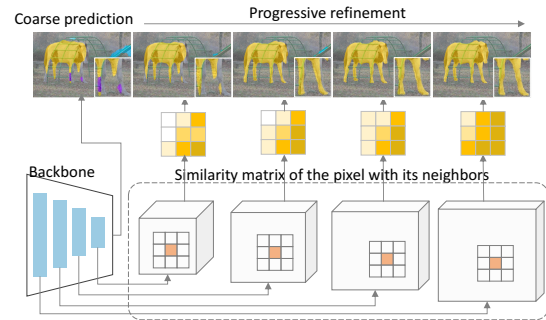 Coarse prediction
Progressive refinement
Backbone
Similarity matrix of the pixel with its neighbors